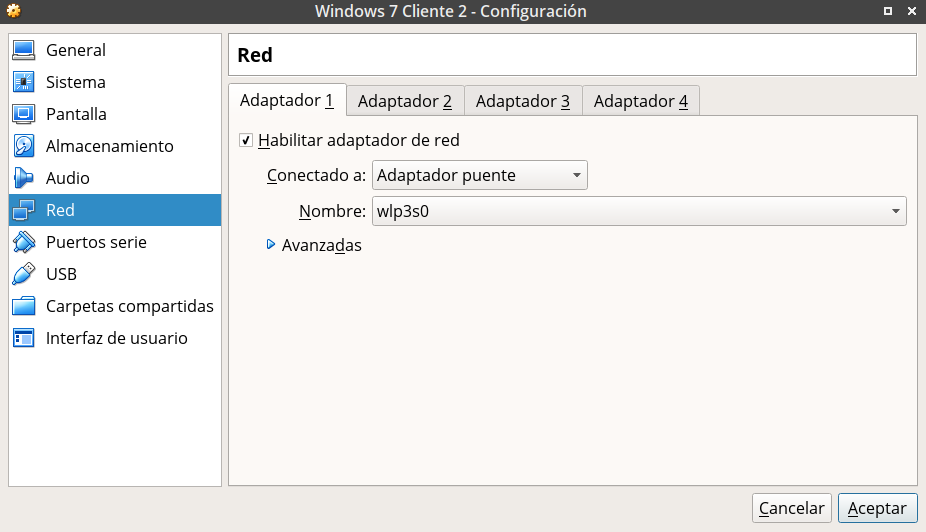 Windows 7 Cliente 2 - Configuración
General
Sistema
Pantalla
Almacenamiento
Audio
Red
Puertos serie
USB
Carpetas compartidas
Interfaz de usuario
Red
Adaptador 1 Adaptador 2 Adaptador 3 Adaptador 4
Habilitar adaptador de red
Conectado a: Adaptador puente
Nombre: wlp3s0
Avanzadas
Cancelar Aceptar